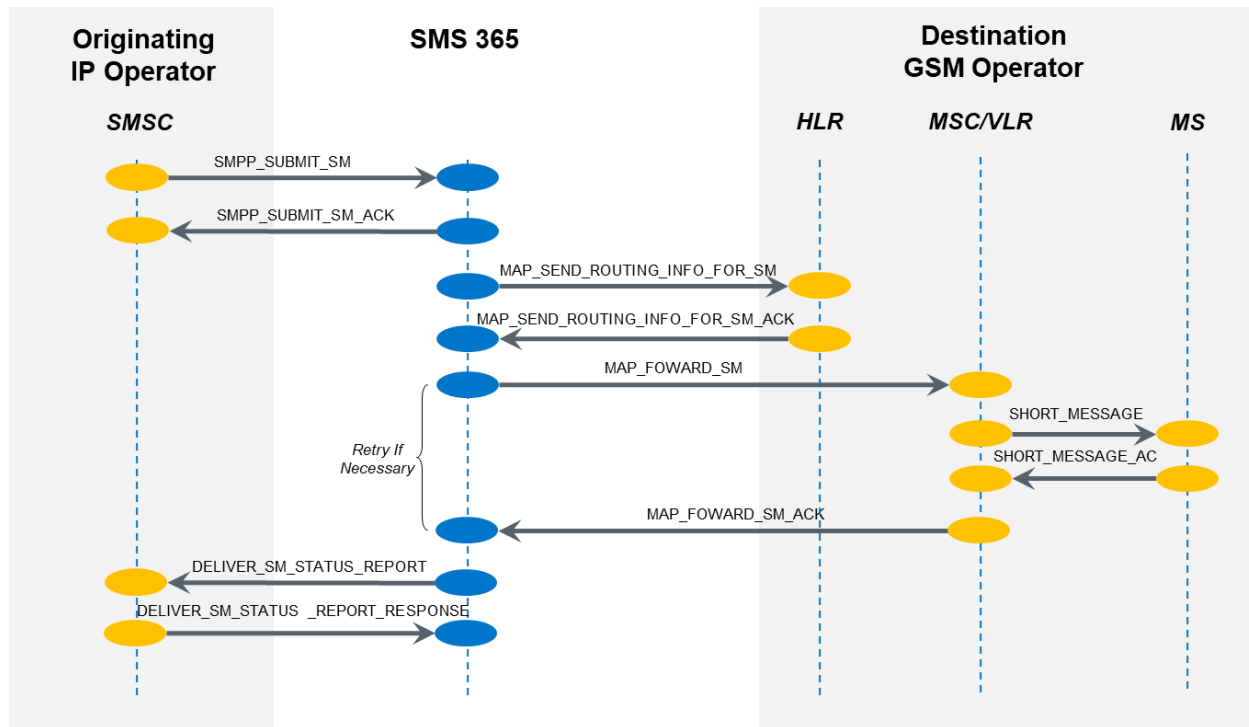 Originating
IP Operator
SMS 365
Destination
GSM Operator
SMSC
HLR
MSC/VLR
MS
SMPP_SUBMIT_SM
SMPP_SUBMIT_SM_ACK
MAP_SEND_ROUTING_INFO_FOR_SM
MAP_SEND_ROUTING_INFO_FOR_SM_ACK
MAP_FOWARD_SM
SHORT_MESSAGE
Retry If
Necessary
SHORT_MESSAGE_AC
MAP_FOWARD_SM_ACK
DELIVER_SM_STATUS_REPORT
DELIVER_SM_STATUS _REPORT_RESPONSE